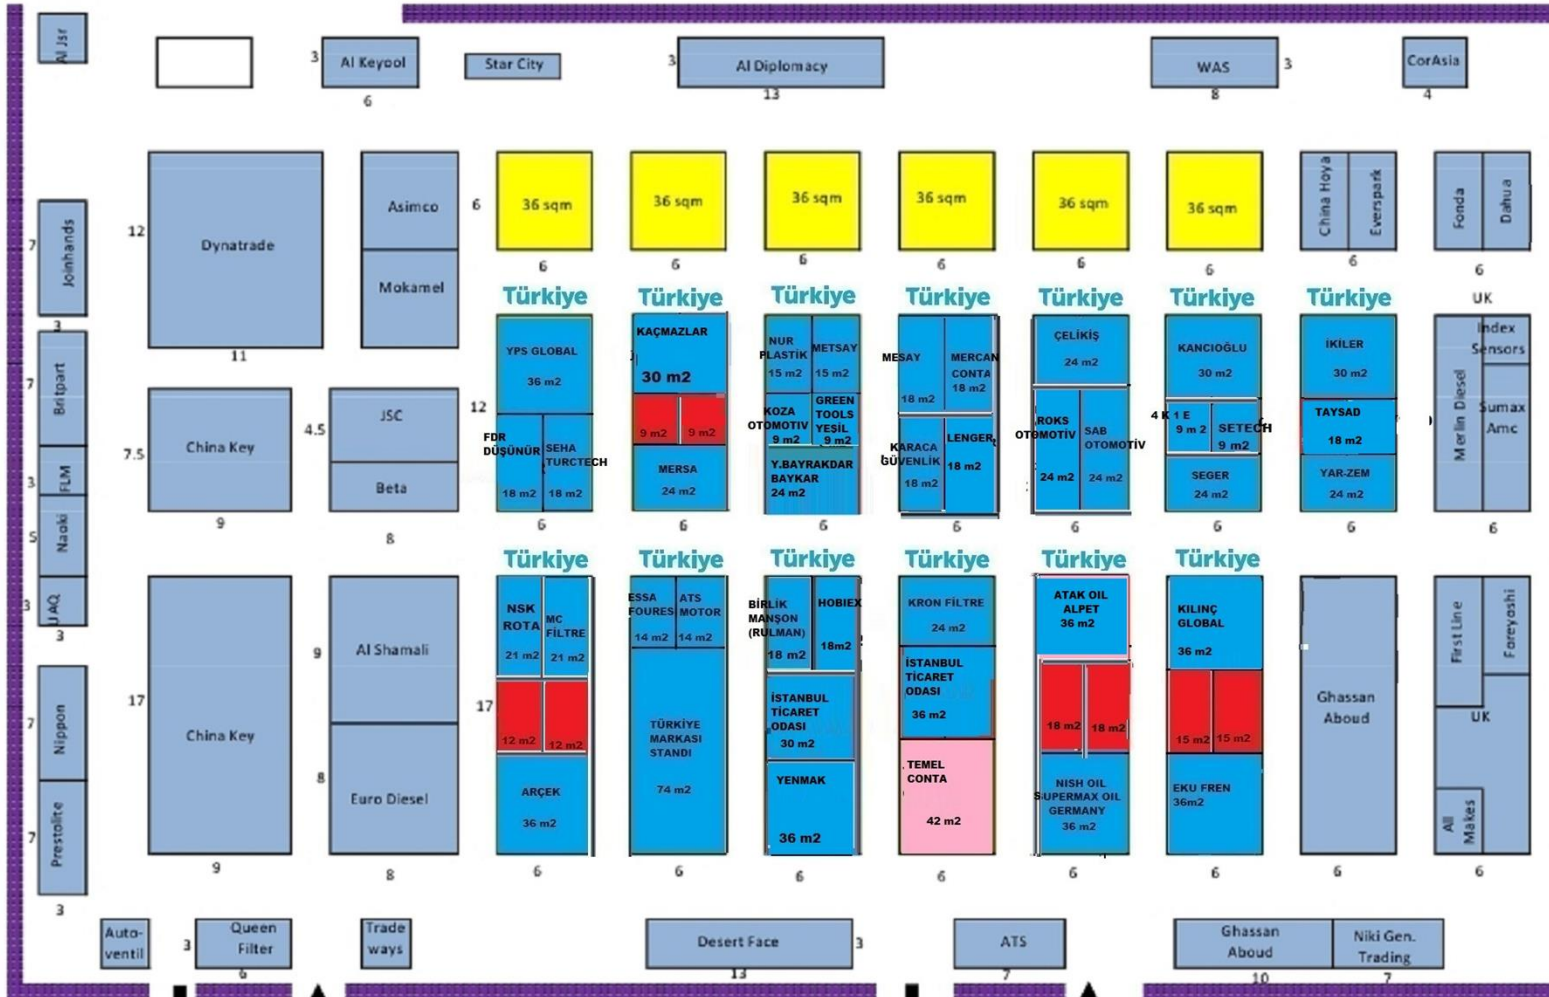 Al Jsr
3
Al Keyool
6
Star City
3
Al Diplomacy
13
WAS
3
8
CorAsia
4
7
Joinhands
3
12
Dynatrade
11
Asimco
Mokamel
6
36 sqm
6
36 sqm
6
36 sqm
6
36 sqm
6
36 sqm
6
36 sqm
6
China Hoya
Everspark
6
Fonda
Dahua
6
Türkiye
Türkiye
Türkiye
Türkiye
Türkiye
Türkiye
Türkiye
UK
7
Britpart
3
FLM
5
Naoki
3
UAQ
3
7.5
China Key
9
4.5
JSC
Beta
8
12
YPS GLOBAL
36 m2
FDR
DÜŞÜNÜR
18 m2
SEHA
TURCTECH
18 m2
6
KAÇMAZLAR
30 m2
9 m2
9 m2
MERSA
24 m2
6
NUR
PLASTİK
15 m2
METSAY
15 m2
KOZA
OTOMOTIV
9 m2
GREEN
TOOLS
YEŞİL
9 m2
Y.BAYRAKDAR
BAYKAR
24 m2
6
MESAY
18 m2
MERCAN
CONTA
18 m2
KARACA
GÜVENLİK
18 m2
LENGER
18 m2
6
ÇELİKİŞ
24 m2
ROKS
OTOMOTİV
24 m2
SAB
OTOMOTİV
24 m2
6
KANCIOĞLU
30 m2
4 K 1 E
9 m 2
SETECH
9 m2
SEGER
24 m2
6
İKİLER
30 m2
TAYSAD
18 m2
YAR-ZEM
24 m2
6
Merlin Diesel
Index
Sensors
Sumax
Amc
6
Türkiye
Türkiye
Türkiye
Türkiye
Türkiye
Türkiye
7
Nippon
7
Prestolite
3
17
China Key
9
9
Al Shamali
8
Euro Diesel
8
17
NSK
ROTA
21 m2
MC
FİLTRE
21 m2
12 m2
12 m2
ARÇEK
36 m2
6
ESSA
FOURES
14 m2
ATS
MOTOR
14 m2
TÜRKİYE
MARKASI
STANDI
74 m2
6
BİRLİK
MANŞON
(RULMAN)
18 m2
HOBIEX
18m2
İSTANBUL
TİCARET
ODASI
30 m2
YENMAK
36 m2
6
KRON FİLTRE
24 m2
İSTANBUL
TİCARET
ODASI
36 m2
TEMEL
CONTA
42 m2
6
ATAK OIL
ALPET
36 m2
18 m2
18 m2
NISH OIL
SUPERMAX OIL
GERMANY
36 m2
6
KILINÇ
GLOBAL
36 m2
15 m2
15 m2
EKU FREN
36m2
6
Ghassan
Aboud
6
First Line
Foreyoshi
UK
All
Makes
6
Auto-
ventil
3
Queen
Filter
6
Trade
ways
Desert Face
3
13
ATS
7
Ghassan
Aboud
10
Niki Gen.
Trading
7